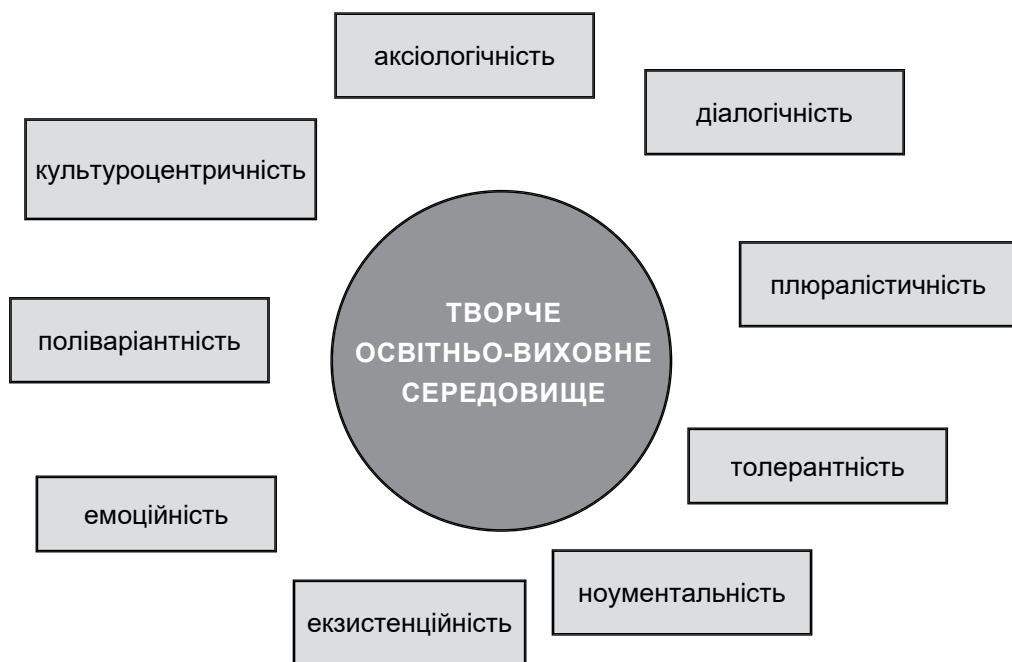 аксіологічність
діалогічність
культуроцентричність
плюралістичність
поліваріантність
ТВОРЧЕ
ОСВІТНЬО-ВИХОВНЕ
СЕРЕДОВИЩЕ
толерантність
емоційність
ноументальність
екзистенційність